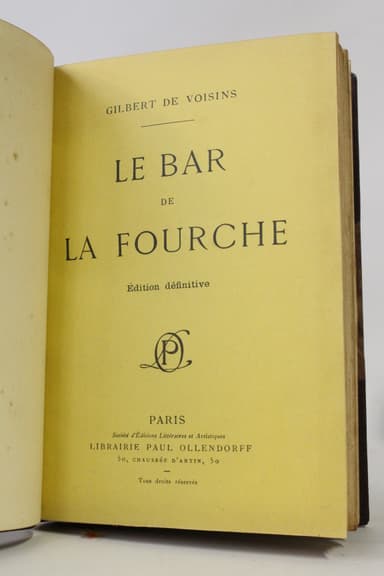 GILBERT DE VOISINS
LE BAR
DE
LA FOURCHE
Édition définitive
PARIS
Société d'Éditions Littéraires et Artistiques
LIBRAIRIE PAUL OLLENDORFF
50, CHAUSSÉE D'ANTIN, 50
Tous droits réservés